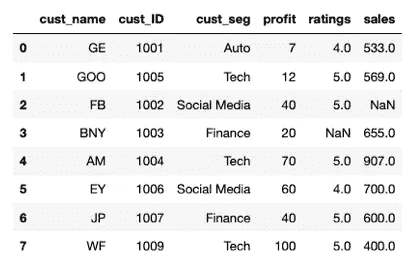 cust_name cust_ID cust_seg profit ratings sales
0 GE 1001 Auto 7 4.0 533.0
1 GOO 1005 Tech 12 5.0 569.0
2 FB 1002 Social Media 40 5.0 NaN
3 BNY 1003 Finance 20 NaN 655.0
4 AM 1004 Tech 70 5.0 907.0
5 EY 1006 Social Media 60 4.0 700.0
6 JP 1007 Finance 40 5.0 600.0
7 WF 1009 Tech 100 5.0 400.0